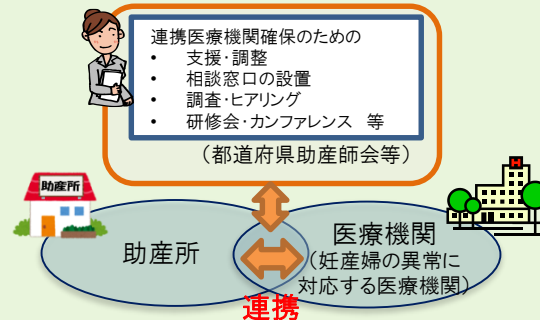 連携医療機関確保のための
• 支援・調整
• 相談窓口の設置
• 調査・ヒアリング
• 研修会・カンファレンス 等
（都道府県助産師会等）
助産所
H
助産所
医療機関
（妊産婦の異常に
対応する医療機関）
連携